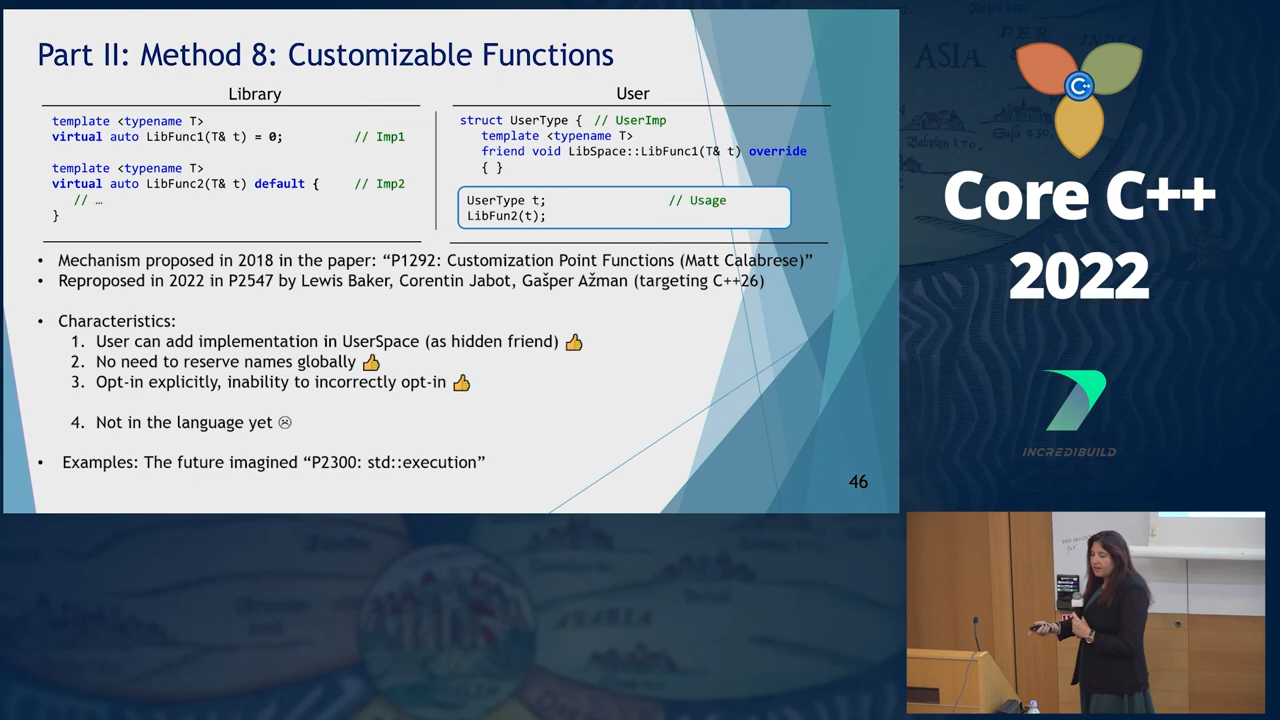 Part II: Method 8: Customizable Functions
Library
template <typename T>
virtual auto LibFunc1(T& t) = 0; // Imp1
template <typename T>
virtual auto LibFunc2(T& t) default { // Imp2
// …
}
User
struct UserType { // UserImp
template <typename T>
friend void LibSpace::LibFunc1(T& t) override
{ }
UserType t; // Usage
LibFun2(t);
• Mechanism proposed in 2018 in the paper: “P1292: Customization Point Functions (Matt Calabrese)”
• Reproposed in 2022 in P2547 by Lewis Baker, Corentin Jabot, Gašper Ažman (targeting C++26)
• Characteristics:
1. User can add implementation in UserSpace (as hidden friend) 👍
2. No need to reserve names globally 👍
3. Opt-in explicitly, inability to incorrectly opt-in 👍
4. Not in the language yet ☹
• Examples: The future imagined “P2300: std::execution”
46
C++
Core C++
2022
INCREDIBUILD
ASIA